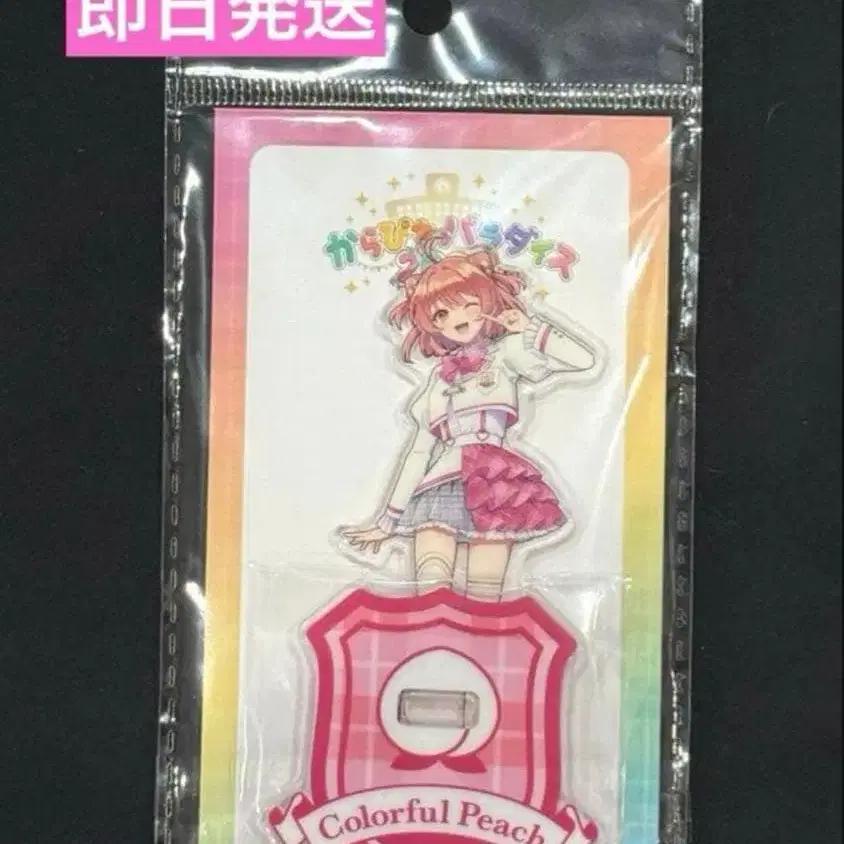 即日発送
からぴちパラダイス
Colorful Peach